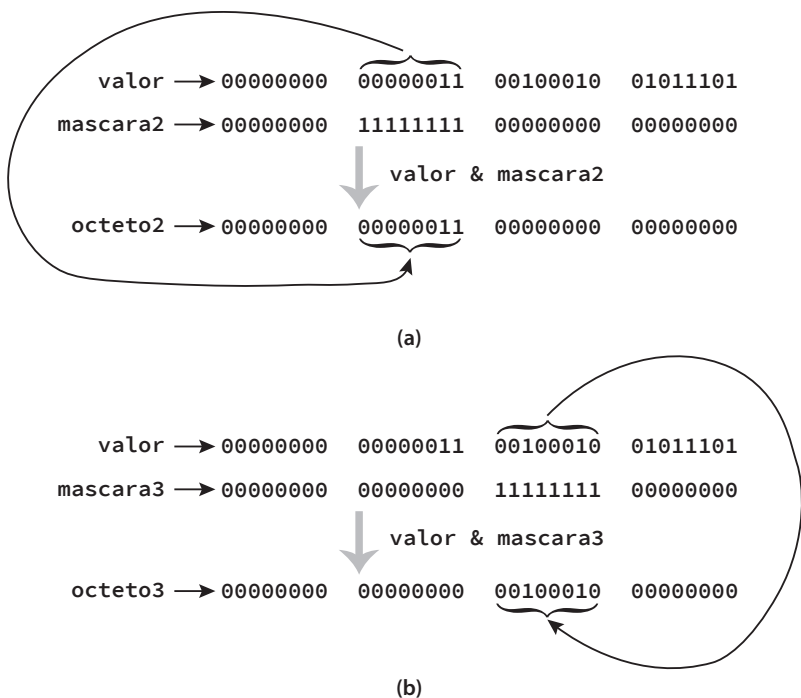 valor 00000000 00000011 00100010 01011101
mascara2 00000000 11111111 00000000 00000000
valor & mascara2
octeto2 00000000 00000011 00000000 00000000
(a)
valor 00000000 00000011 00100010 01011101
mascara3 00000000 00000000 11111111 00000000
valor & mascara3
octeto3 00000000 00000000 00100010 00000000
(b)